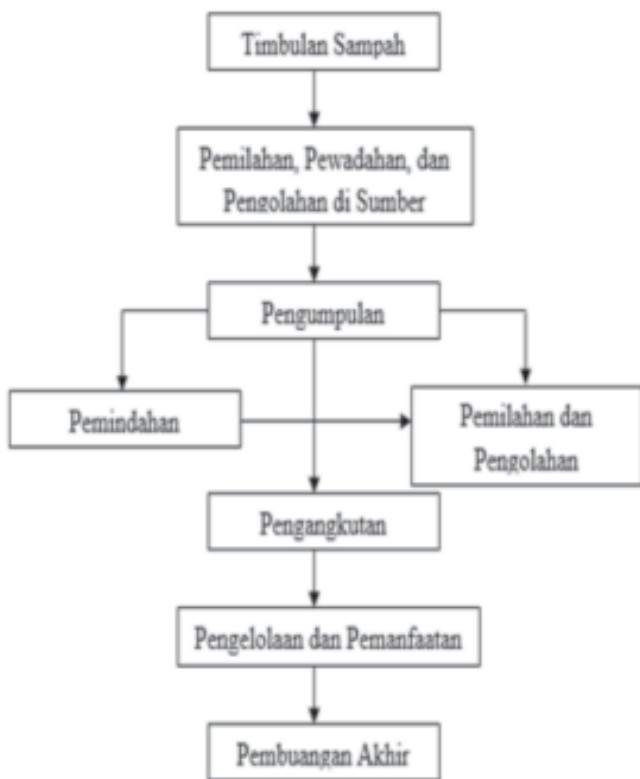 Timbulan Sampah
Pemilahan, Pewadahan, dan
Pengolahan di Sumber
Pengumpulan
Pemindahan
Pemilahan dan
Pengolahan
Pengangkutan
Pengelolaan dan Pemanfaatan
Pembuangan Akhir